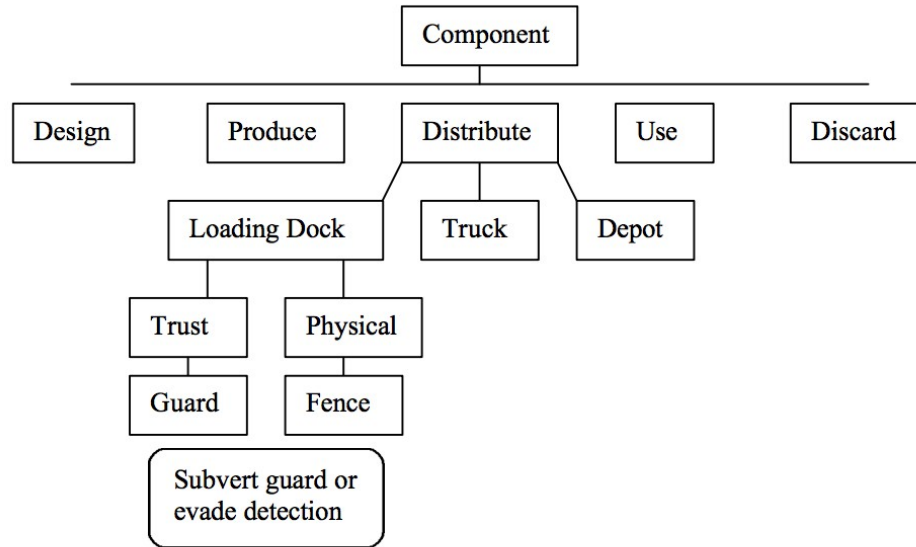 Component
Design
Produce
Distribute
Use
Discard
Loading Dock
Truck
Depot
Trust
Physical
Guard
Fence
Subvert guard or
evade detection